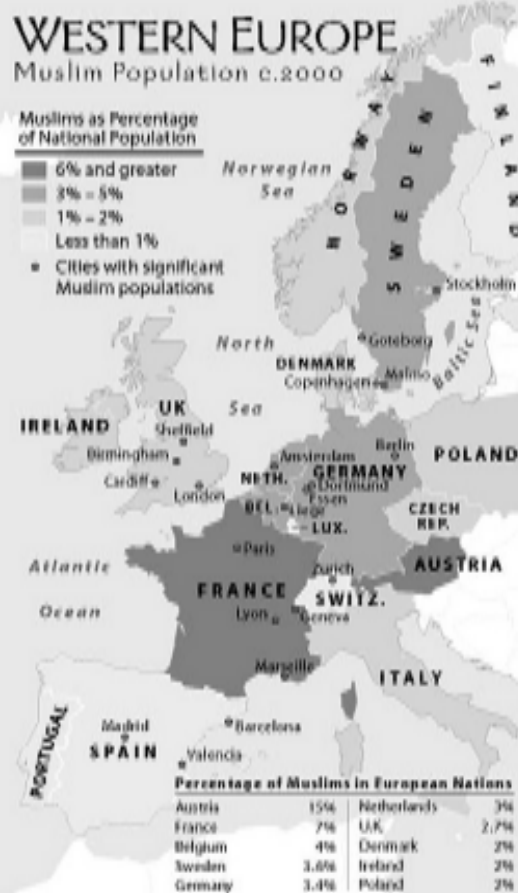 WESTERN EUROPE
Muslim Population c.2000
Muslims as Percentage
of National Population
6% and greater
3% – 5%
1% – 2%
Less than 1%
Cities with significant
Muslim populations
Norwegian
Sea
NORWAY
SWEDEN
FINLAND
Stockholm
Goteborg
Baltic Sea
North
Sea
DENMARK
Copenhagen
Malmo
IRELAND
UK
Sheffield
Birmingham
Cardiff
London
Amsterdam
NETH.
GERMANY
Berlin
POLAND
Dortmund
Essen
BEL.
Liege
LUX.
CZECH
REP.
Paris
AUSTRIA
Atlantic
Ocean
FRANCE
Zurich
SWITZ.
Lyon
Geneva
Marseille
ITALY
PORTUGAL
Madrid
SPAIN
Barcelona
Valencia
Percentage of Muslims in European Nations
Austria 15% Netherlands 3%
France 7% U.K. 2.7%
Belgium 4% Denmark 2%
Sweden 3.6% Ireland 2%
Germany 3.4% Poland 2%